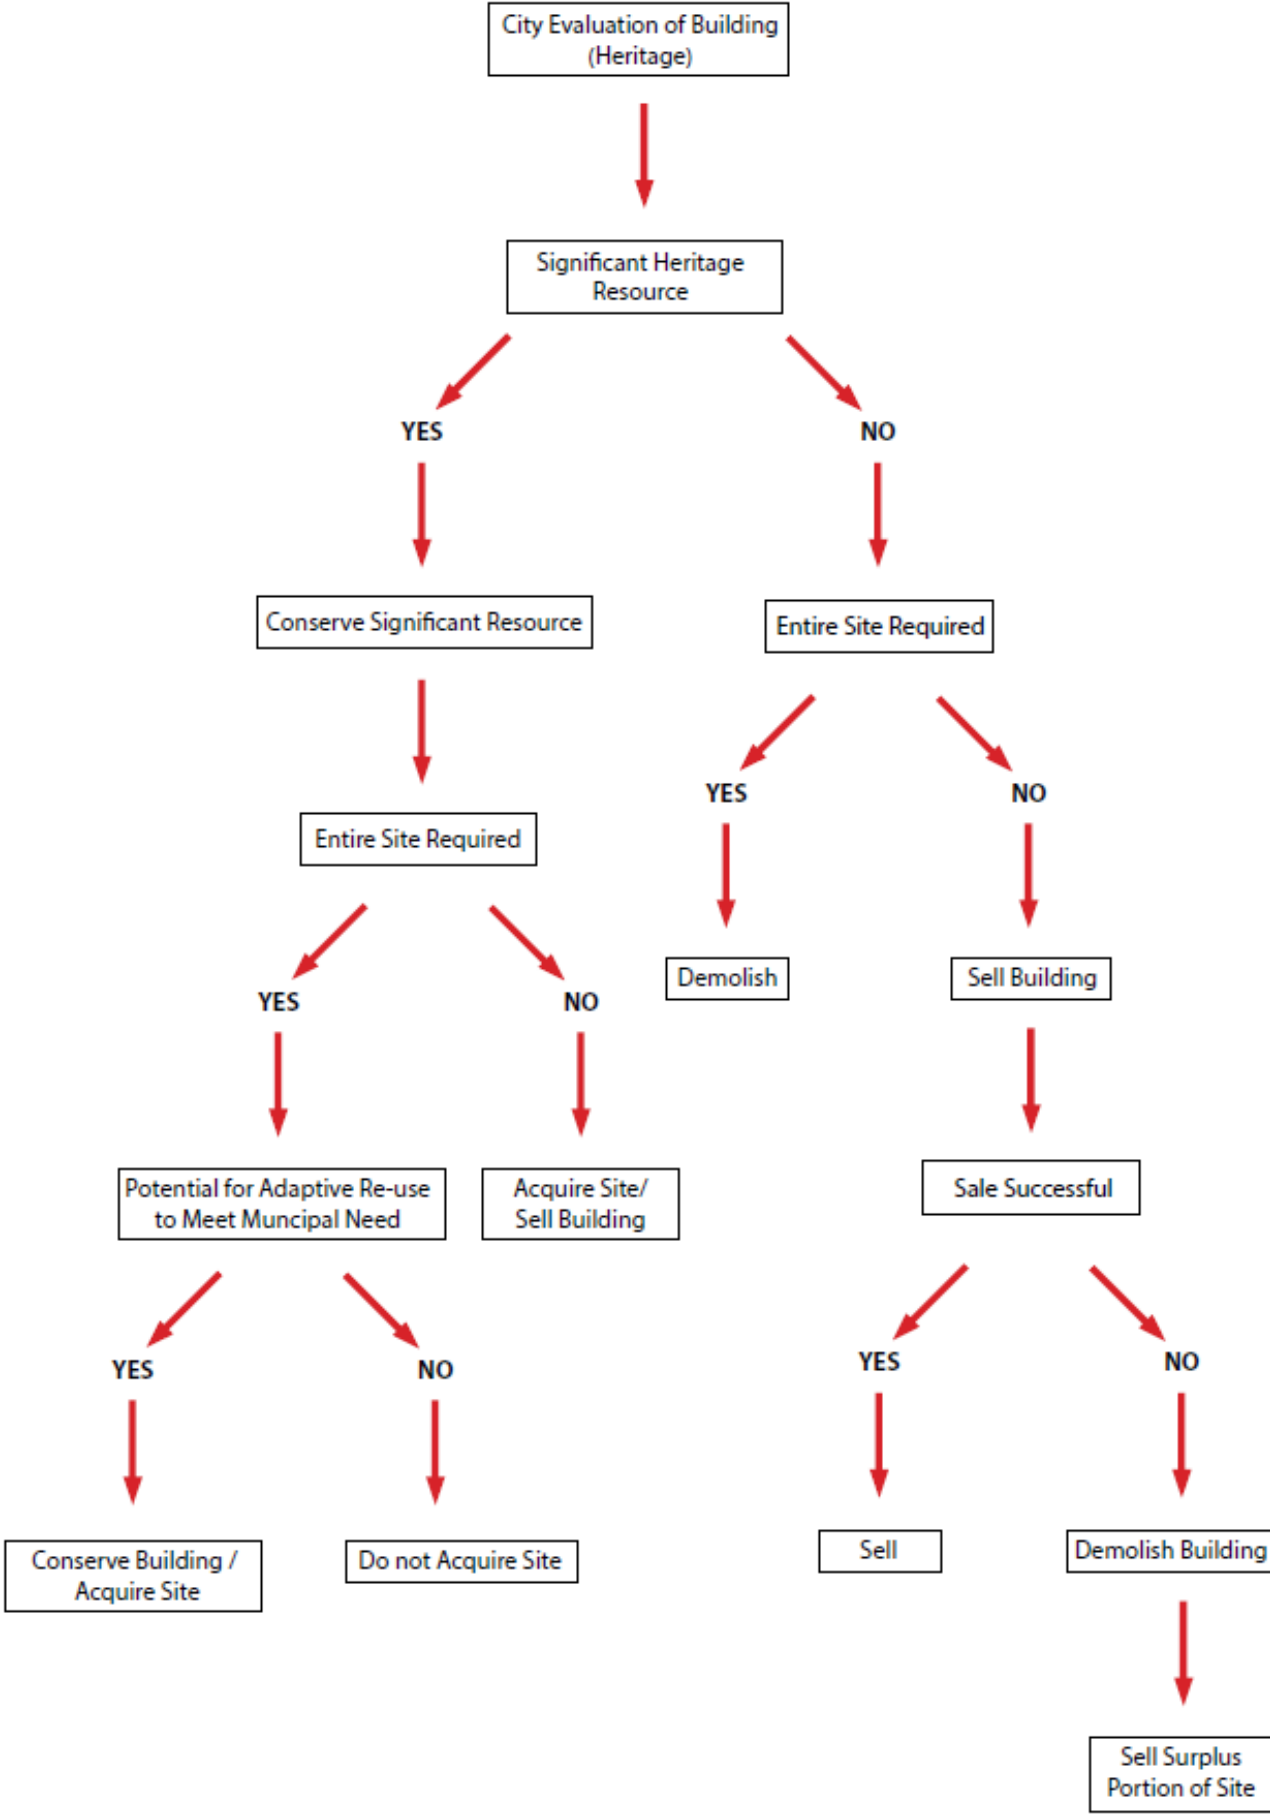 City Evaluation of Building
(Heritage)
Significant Heritage
Resource
YES
NO
Conserve Significant Resource
Entire Site Required
Entire Site Required
YES
NO
YES
NO
Demolish
Sell Building
Potential for Adaptive Re-use
to Meet Muncipal Need
Acquire Site/
Sell Building
Sale Successful
YES
NO
YES
NO
Conserve Building /
Acquire Site
Do not Acquire Site
Sell
Demolish Building
Sell Surplus
Portion of Site